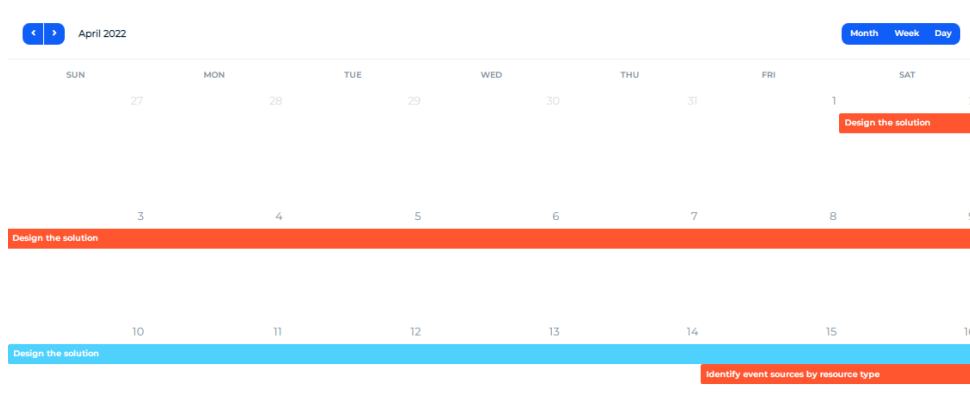 April 2022 Month Week Day
SUN MON TUE WED THU FRI SAT
27 28 29 30 31 1
Design the solution
3 4 5 6 7 8
Design the solution
10 11 12 13 14 15
Design the solution
Identify event sources by resource type